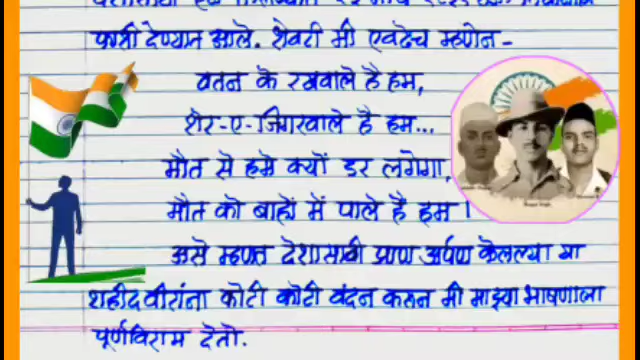 फाशी देण्यात आले. शेवटी मी एवढेच म्हणेन -
वतन के रखवाले है हम,
शेर-ए-जिगरवाले है हम...
मौत से हमे क्यों डर लगेगा,
मौत को बाहों में पाले है हम।
असे म्हणत देशासाठी प्राण अर्पण केलेल्या या
शहीदवीरांना कोटी कोटी वंदन करुन मी माझ्या भाषणाला
पूर्णविराम देतो.